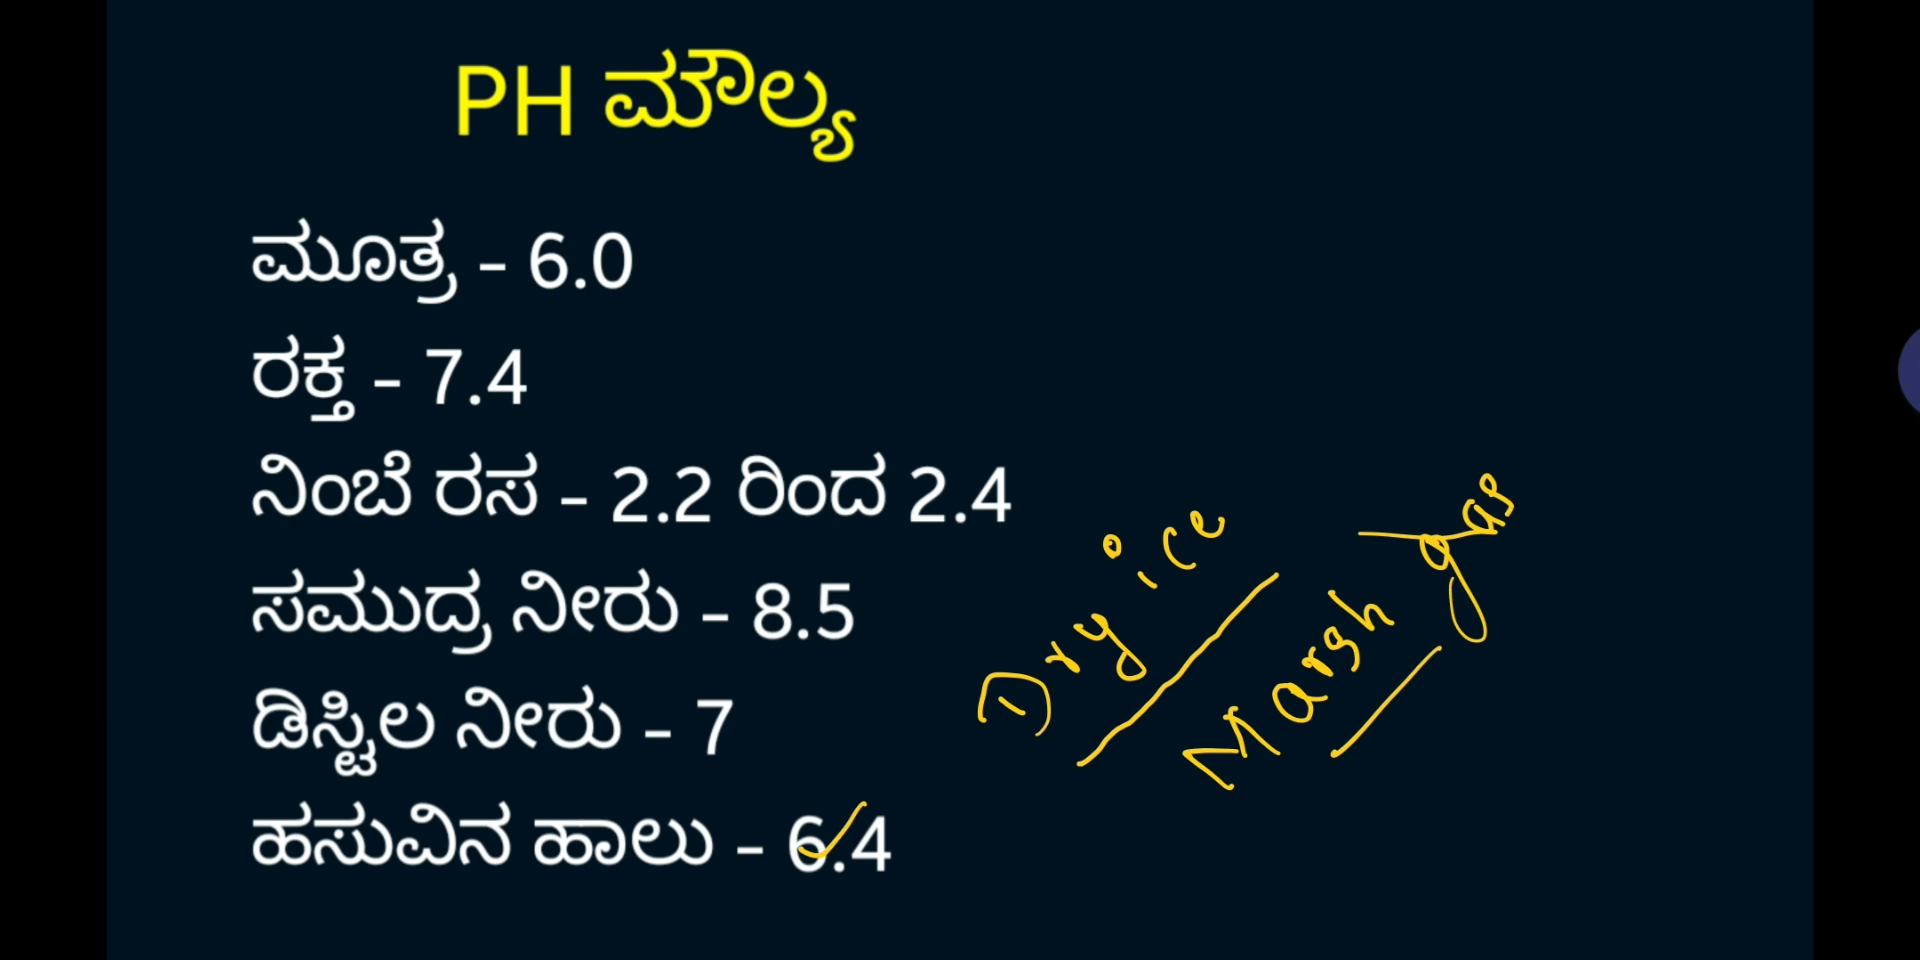 PH ಮೌಲ್ಯ
ಮೂತ್ರ - 6.0
ರಕ್ತ - 7.4
ನಿಂಬೆ ರಸ - 2.2 ರಿಂದ 2.4
ಸಮುದ್ರ ನೀರು - 8.5
ಡಿಸ್ಟಿಲ ನೀರು - 7
ಹಸುವಿನ ಹಾಲು - 6.4
Dry ice
Marsh gas